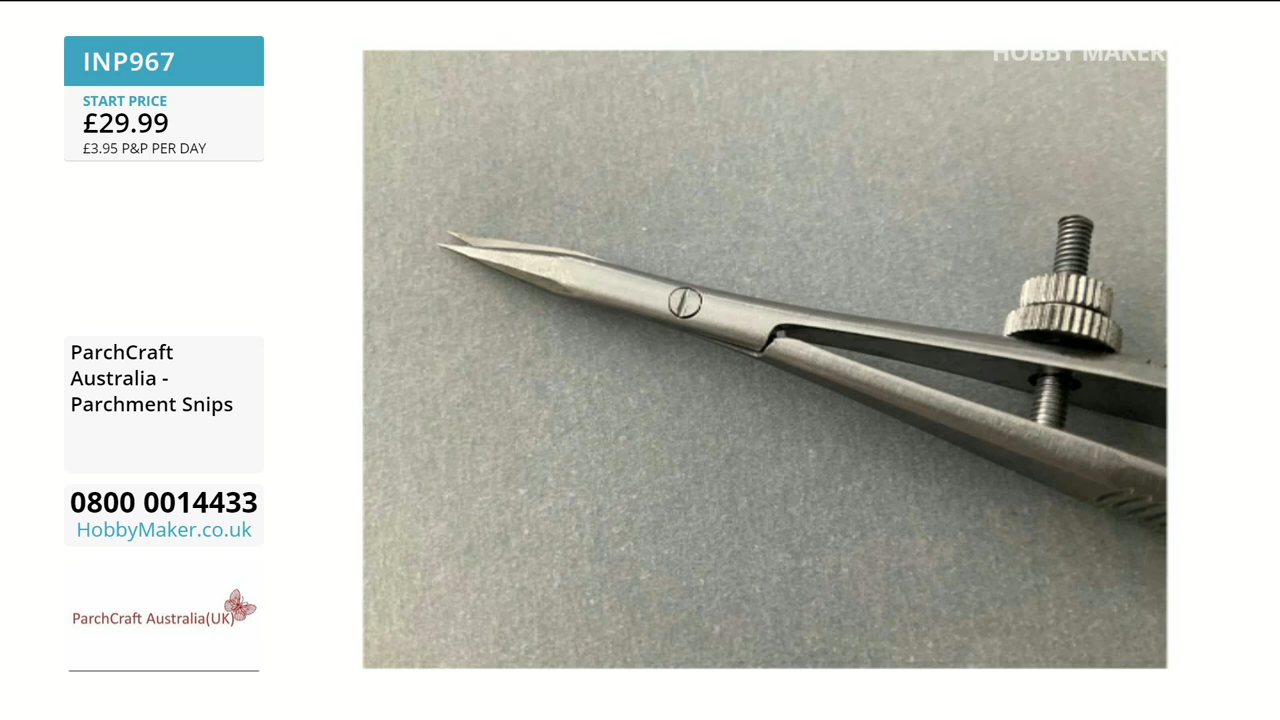 HOBBY MAKER
INP967
START PRICE
£29.99
£3.95 P&P PER DAY
ParchCraft
Australia -
Parchment Snips
0800 0014433
HobbyMaker.co.uk
ParchCraft Australia(UK)